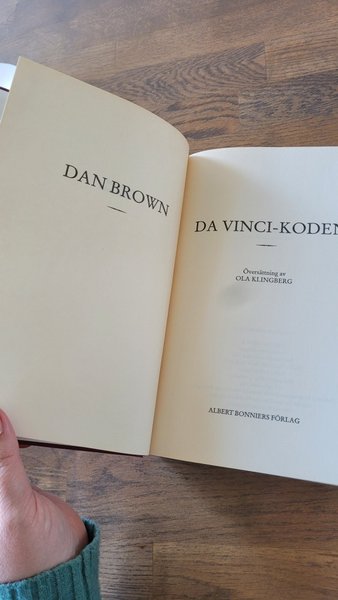 DAN BROWN
DA VINCI-KODEN
Översättning av
OLA KLINGBERG
ALBERT BONNIERS FÖRLAG